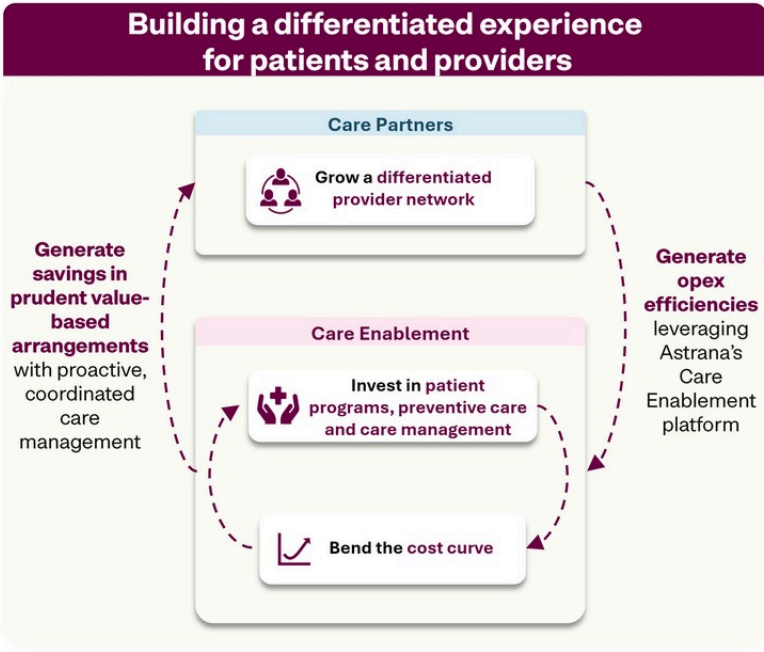 Building a differentiated experience
for patients and providers
Care Partners
Grow a differentiated
provider network
Generate
savings in
prudent value-
based
arrangements
with proactive,
coordinated
care
management
Generate
opex
efficiencies
leveraging
Astrana's
Care
Enablement
platform
Care Enablement
Invest in patient
programs, preventive care
and care management
Bend the cost curve